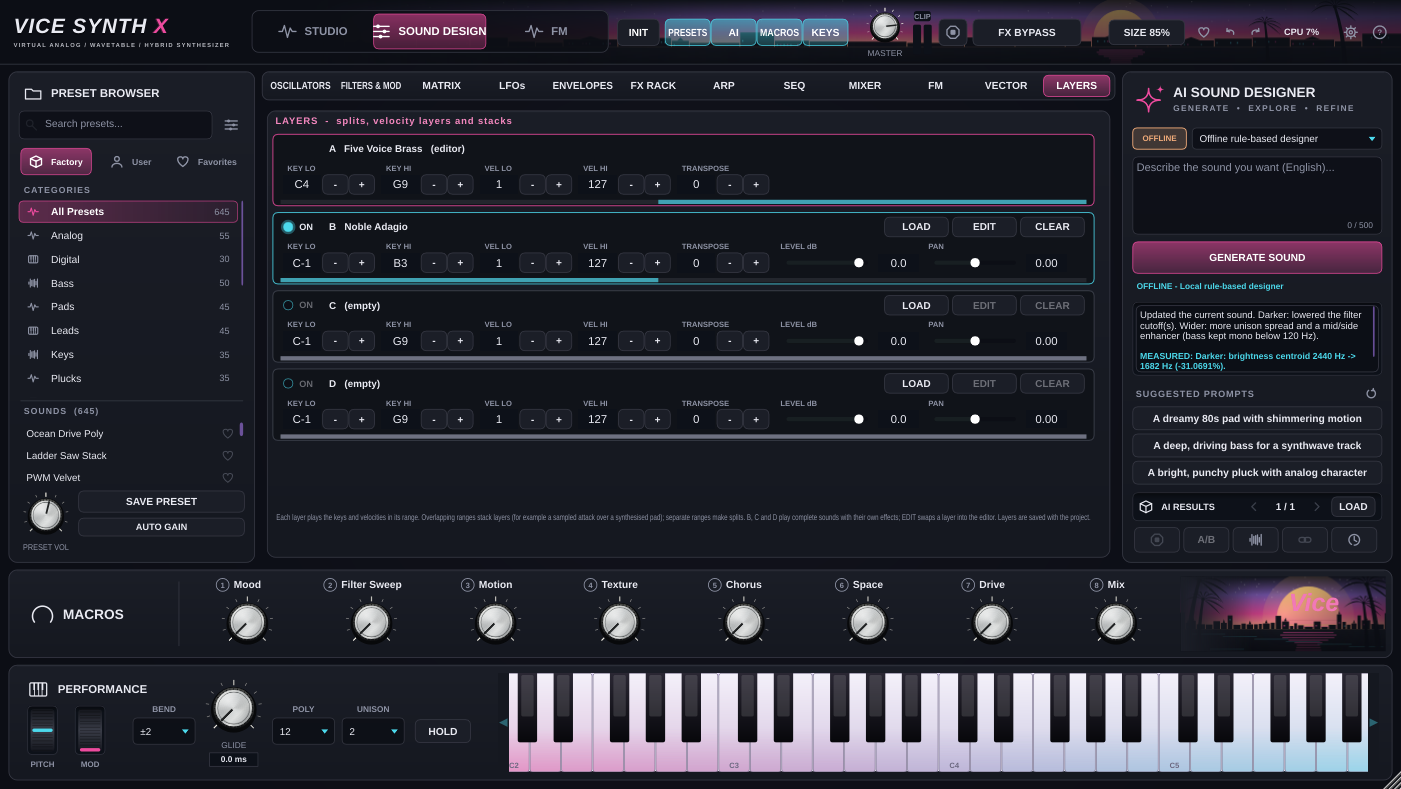 VICE SYNTH X
VIRTUAL ANALOG / WAVETABLE / HYBRID SYNTHESIZER
STUDIO
SOUND DESIGN
FM
INIT
PRESETS
AI
MACROS
KEYS
MASTER
CLIP
FX BYPASS
SIZE 85%
CPU 7%
?
PRESET BROWSER
Search presets...
Factory
User
Favorites
CATEGORIES
All Presets 645
Analog 55
Digital 30
Bass 50
Pads 45
Leads 45
Keys 35
Plucks 35
SOUNDS (645)
Ocean Drive Poly
Ladder Saw Stack
PWM Velvet
SAVE PRESET
AUTO GAIN
PRESET VOL
OSCILLATORS FILTERS & MOD MATRIX LFOs ENVELOPES FX RACK ARP SEQ MIXER FM VECTOR LAYERS
LAYERS - splits, velocity layers and stacks
A Five Voice Brass (editor)
KEY LO KEY HI VEL LO VEL HI TRANSPOSE
C4 - + G9 - + 1 - + 127 - + 0 - +
ON B Noble Adagio LOAD EDIT CLEAR
KEY LO KEY HI VEL LO VEL HI TRANSPOSE LEVEL dB PAN
C-1 - + B3 - + 1 - + 127 - + 0 - + 0.0 0.00
ON C (empty) LOAD EDIT CLEAR
KEY LO KEY HI VEL LO VEL HI TRANSPOSE LEVEL dB PAN
C-1 - + G9 - + 1 - + 127 - + 0 - + 0.0 0.00
ON D (empty) LOAD EDIT CLEAR
KEY LO KEY HI VEL LO VEL HI TRANSPOSE LEVEL dB PAN
C-1 - + G9 - + 1 - + 127 - + 0 - + 0.0 0.00
Each layer plays the keys and velocities in its range. Overlapping ranges stack layers (for example a sampled attack over a synthesised pad); separate ranges make splits. B, C and D play complete sounds with their own effects; EDIT swaps a layer into the editor. Layers are saved with the project.
AI SOUND DESIGNER
GENERATE • EXPLORE • REFINE
OFFLINE
Offline rule-based designer
Describe the sound you want (English)...
0 / 500
GENERATE SOUND
OFFLINE - Local rule-based designer
Updated the current sound. Darker: lowered the filter
cutoff(s). Wider: more unison spread and a mid/side
enhancer (bass kept mono below 120 Hz).
MEASURED: Darker: brightness centroid 2440 Hz ->
1682 Hz (-31.0691%).
SUGGESTED PROMPTS
A dreamy 80s pad with shimmering motion
A deep, driving bass for a synthwave track
A bright, punchy pluck with analog character
AI RESULTS 1 / 1 LOAD
A/B
MACROS
1 Mood 2 Filter Sweep 3 Motion 4 Texture 5 Chorus 6 Space 7 Drive 8 Mix
Vice
PERFORMANCE
PITCH
MOD
BEND
±2
GLIDE
0.0 ms
POLY
12
UNISON
2
HOLD
C2 C3 C4 C5